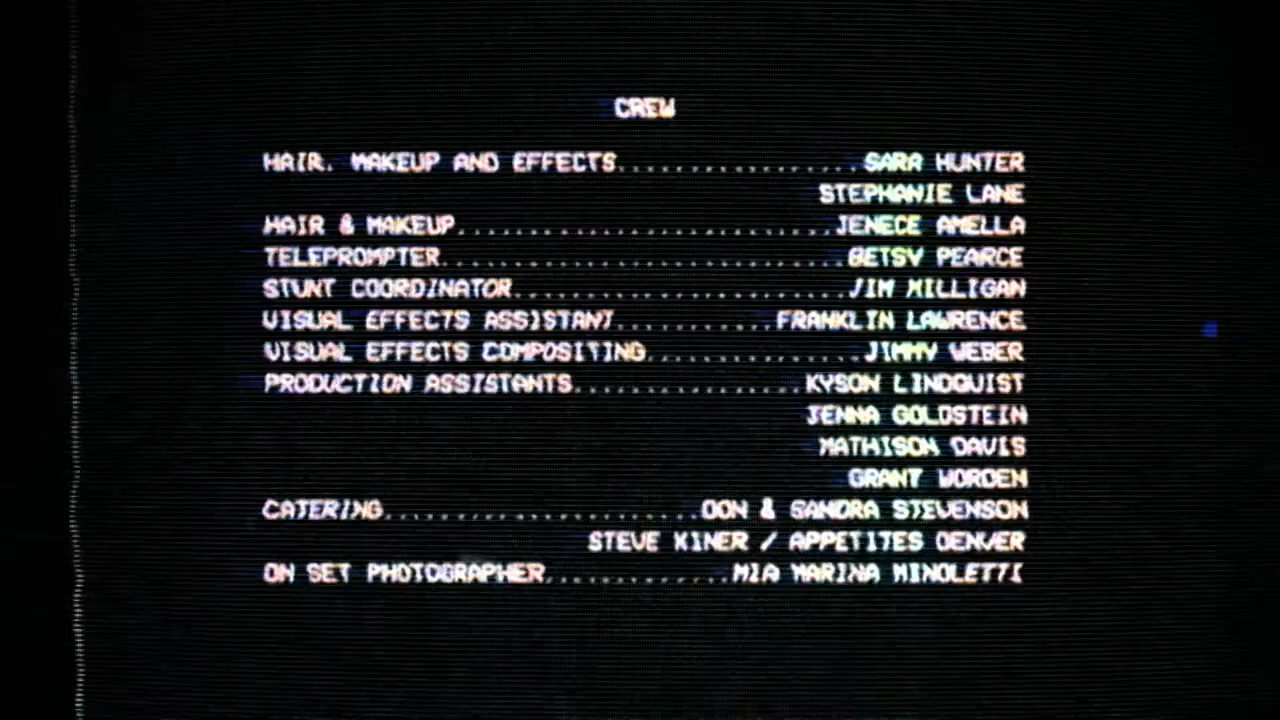 CREW
HAIR, MAKEUP AND EFFECTS.................SARA HUNTER
STEPHANIE LANE
HAIR & MAKEUP..........................JENECE AMELLA
TELEPROMPTER............................BETSY PEARCE
STUNT COORDINATOR.......................JIM MILLIGAN
VISUAL EFFECTS ASSISTANT...........FRANKLIN LAWRENCE
VISUAL EFFECTS COMPOSITING...............JIMMY WEBER
PRODUCTION ASSISTANTS................KYSON LINDQUIST
JENNA GOLDSTEIN
MATHISON DAVIS
GRANT WORDEN
CATERING......................DON & SANDRA STEVENSON
STEVE KINER / APPETITES DENVER
ON SET PHOTOGRAPHER.............MIA MARINA MINOLETTI